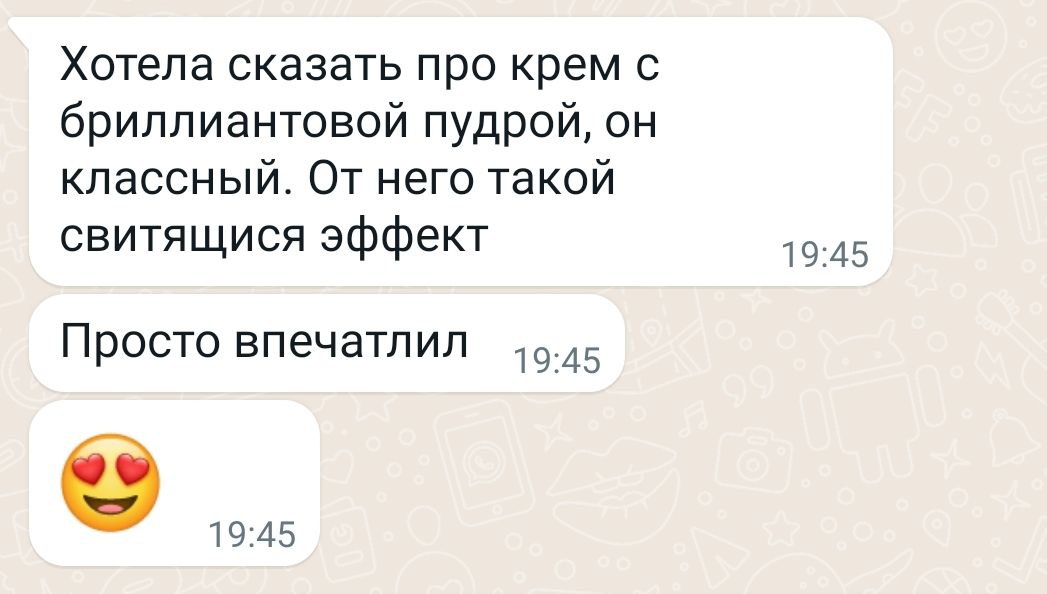 Хотела сказать про крем с
бриллиантовой пудрой, он
классный. От него такой
свитящися эффект
19:45
Просто впечатлил
19:45
😍
19:45